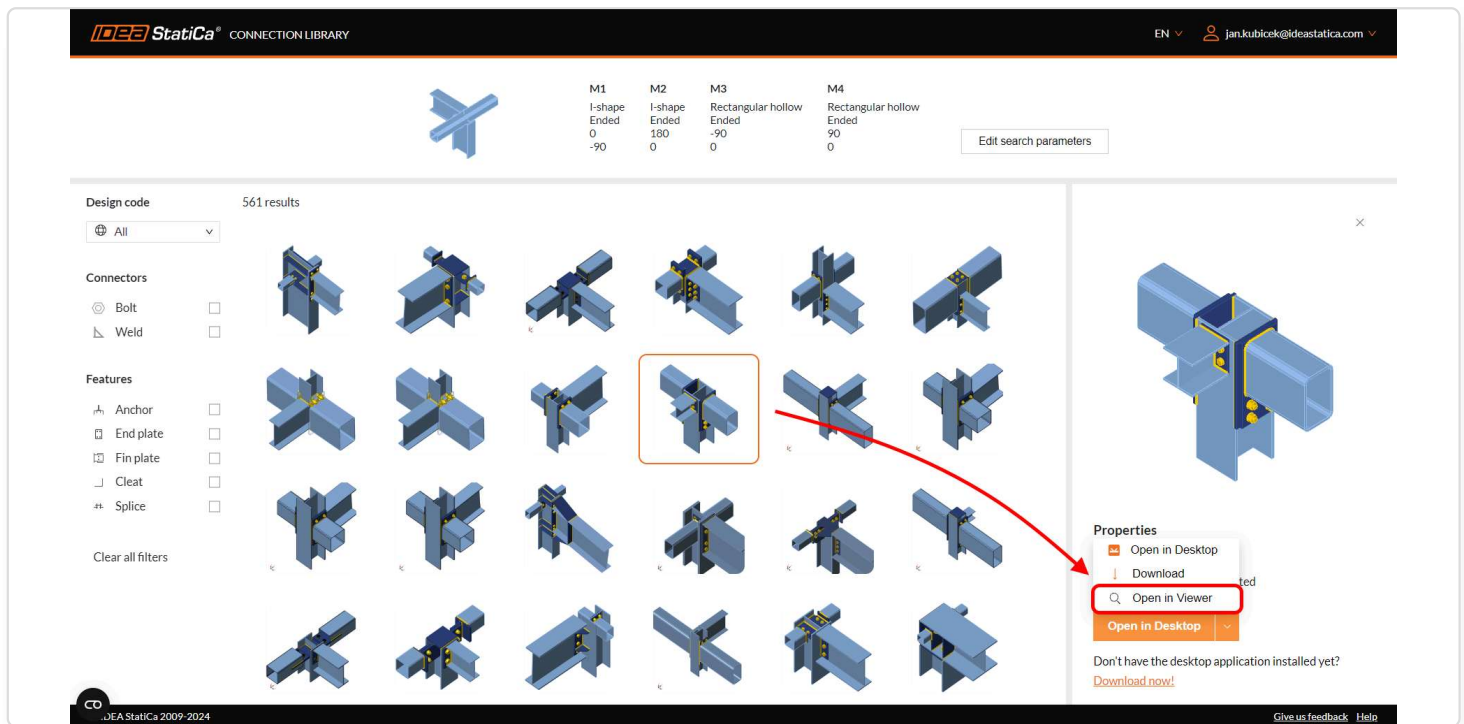 IDEA StatiCa® CONNECTION LIBRARY
EN
jan.kubicek@ideastatica.com
M1 M2 M3 M4
I-shape I-shape Rectangular hollow Rectangular hollow
Ended Ended Ended Ended
0 180 -90 90
-90 0 0 0
Edit search parameters
Design code
561 results
All
Connectors
Bolt
Weld
Features
Anchor
End plate
Fin plate
Cleat
Splice
Clear all filters
Properties
Open in Desktop
Download
ted
Open in Viewer
Open in Desktop
Don't have the desktop application installed yet?
Download now!
IDEA StatiCa 2009-2024
Give us feedback Help